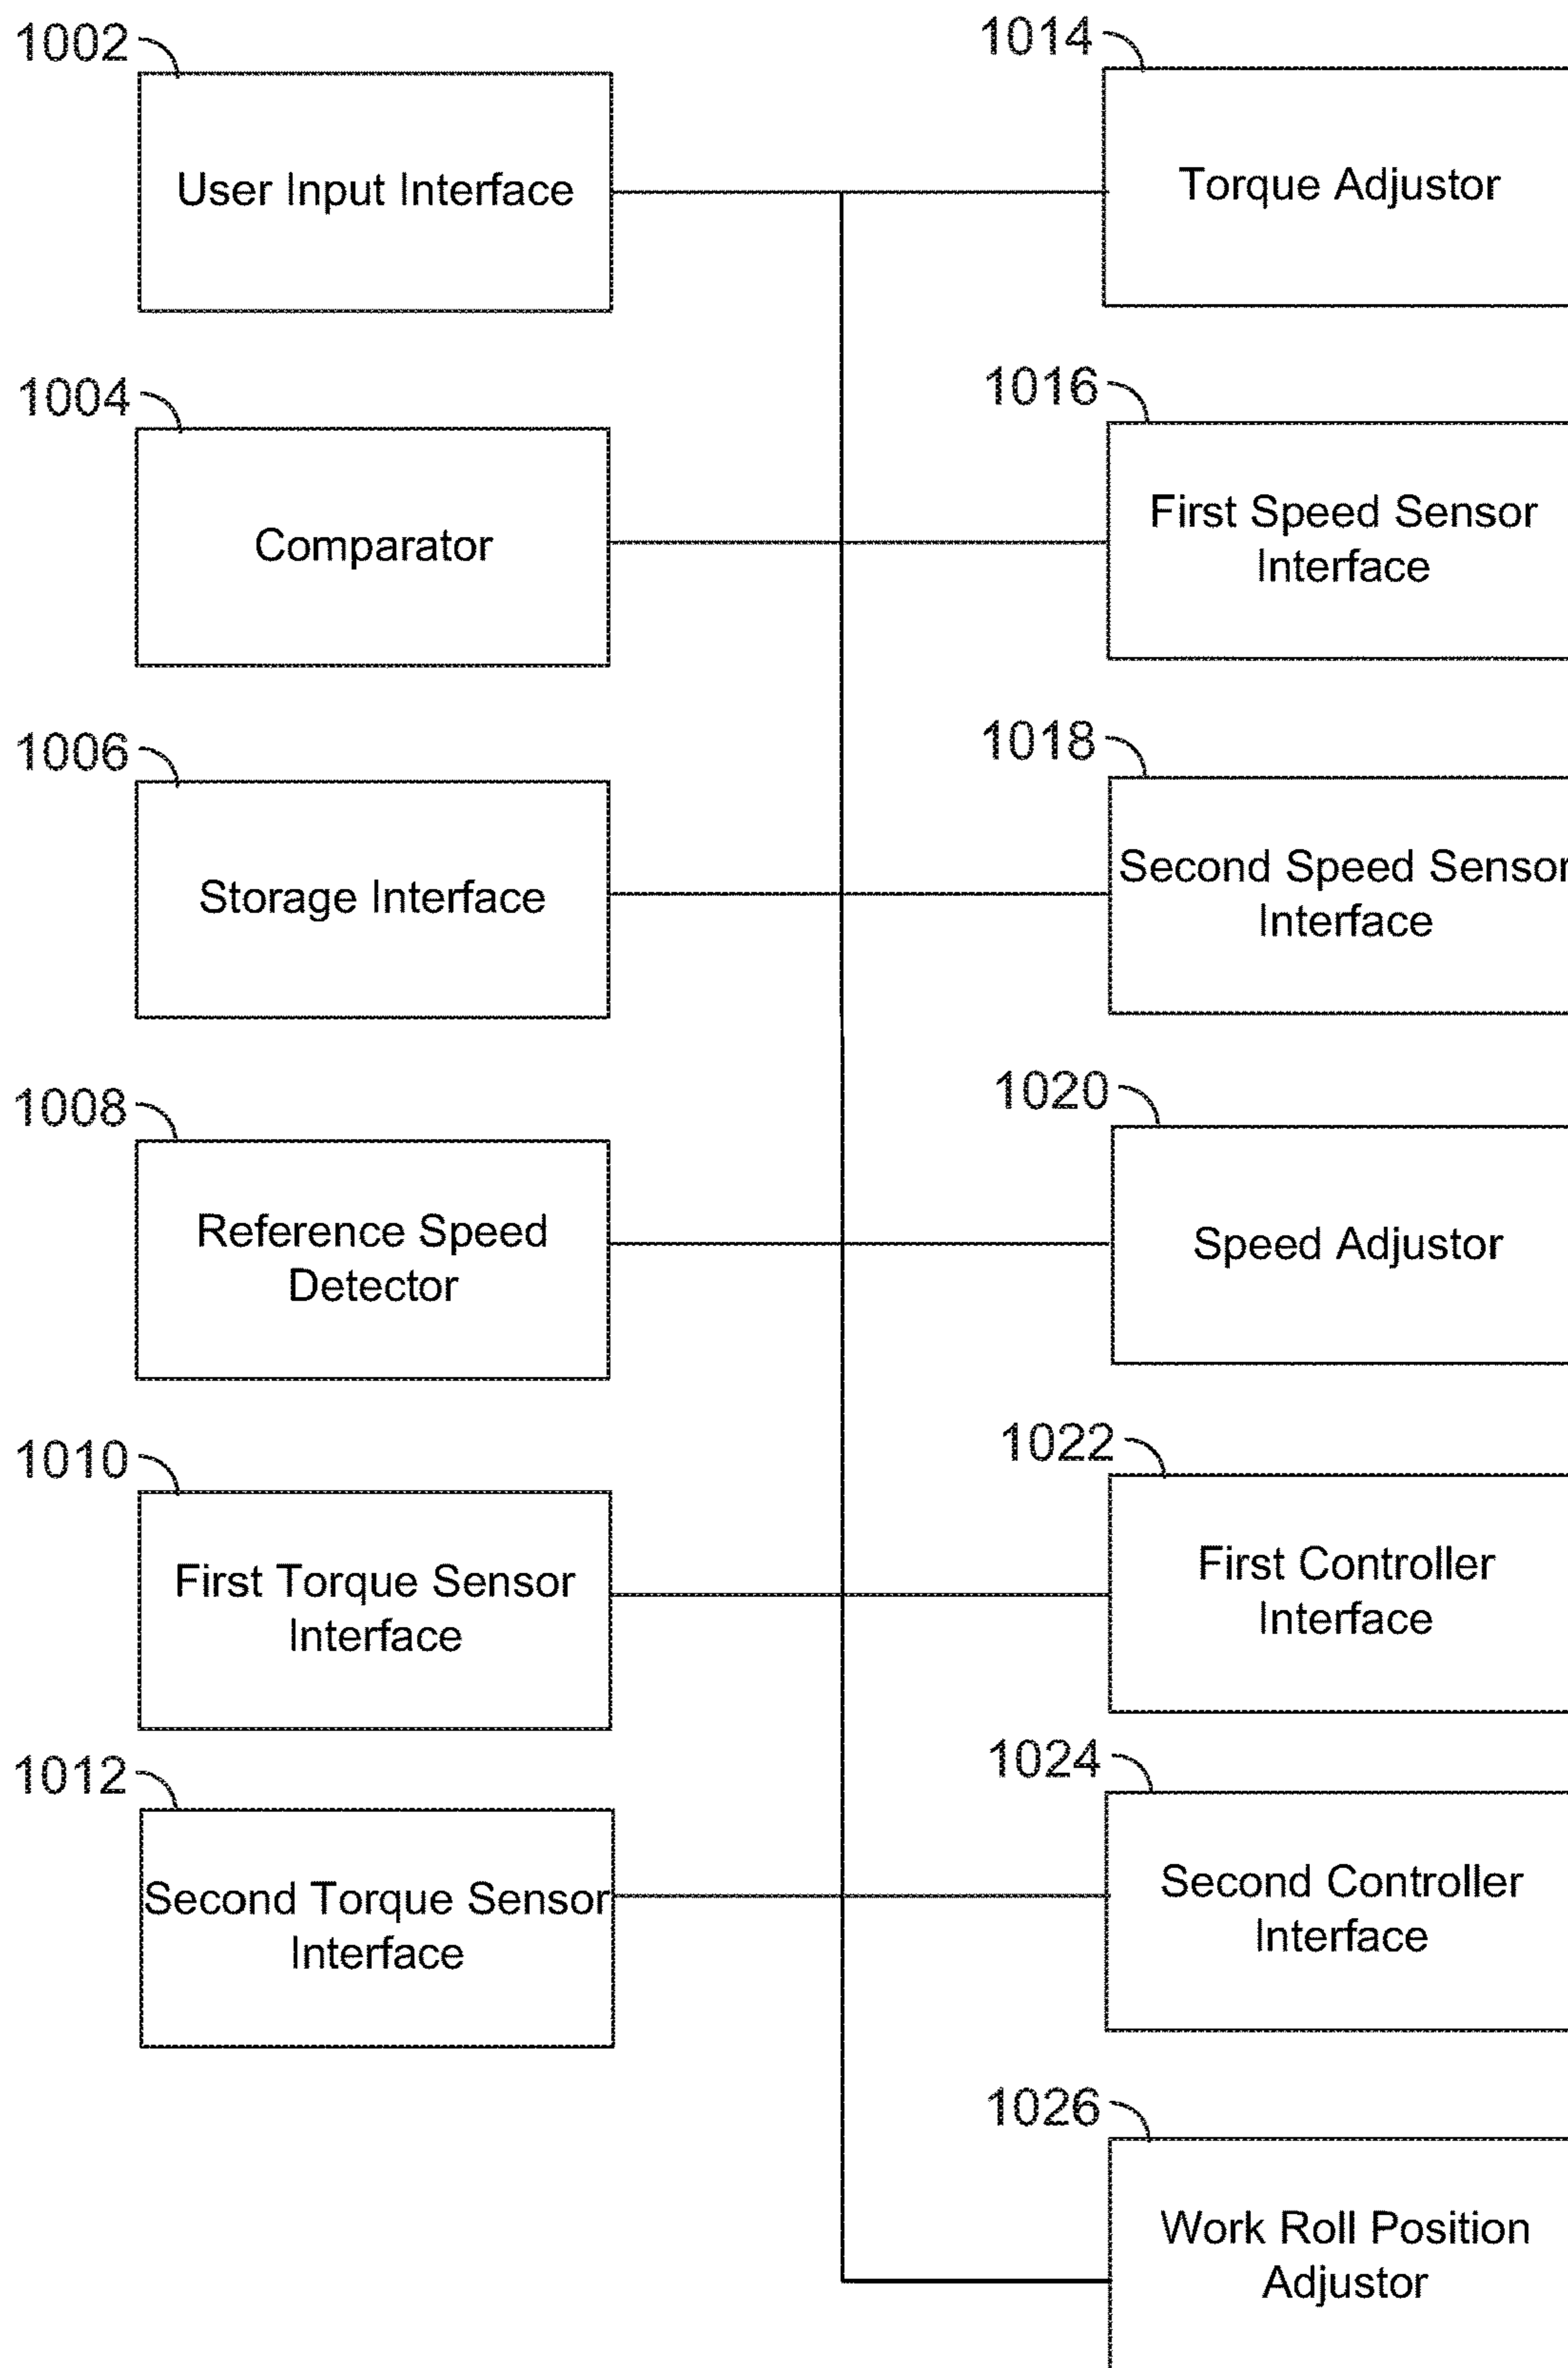 1002
User Input Interface
1004
Comparator
1006
Storage Interface
1008
Reference Speed
Detector
1010
First Torque Sensor
Interface
1012
Second Torque Sensor
Interface
1014
Torque Adjustor
1016
First Speed Sensor
Interface
1018
Second Speed Sensor
Interface
1020
Speed Adjustor
1022
First Controller
Interface
1024
Second Controller
Interface
1026
Work Roll Position
Adjustor